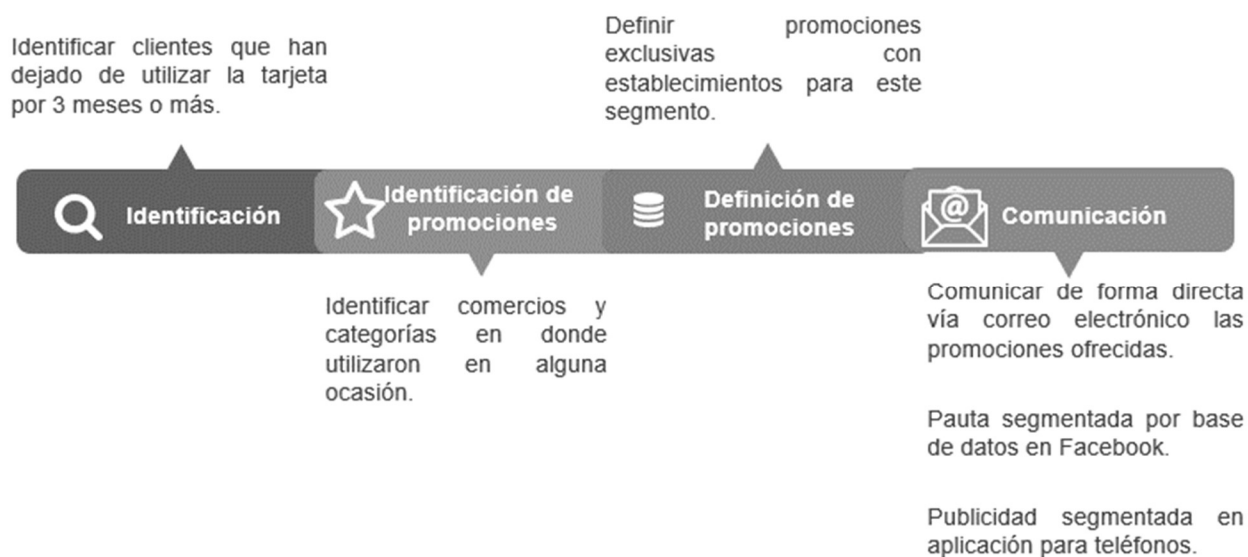 Identificar clientes que han
dejado de utilizar la tarjeta
por 3 meses o más.
Definir promociones
exclusivas con
establecimientos para este
segmento.
Identificación
Identificación de
promociones
Definición de
promociones
@
Comunicación
Identificar comercios y
categorías en donde
utilizaron en alguna
ocasión.
Comunicar de forma directa
vía correo electrónico las
promociones ofrecidas.
Pauta segmentada por base
de datos en Facebook.
Publicidad segmentada en
aplicación para teléfonos.